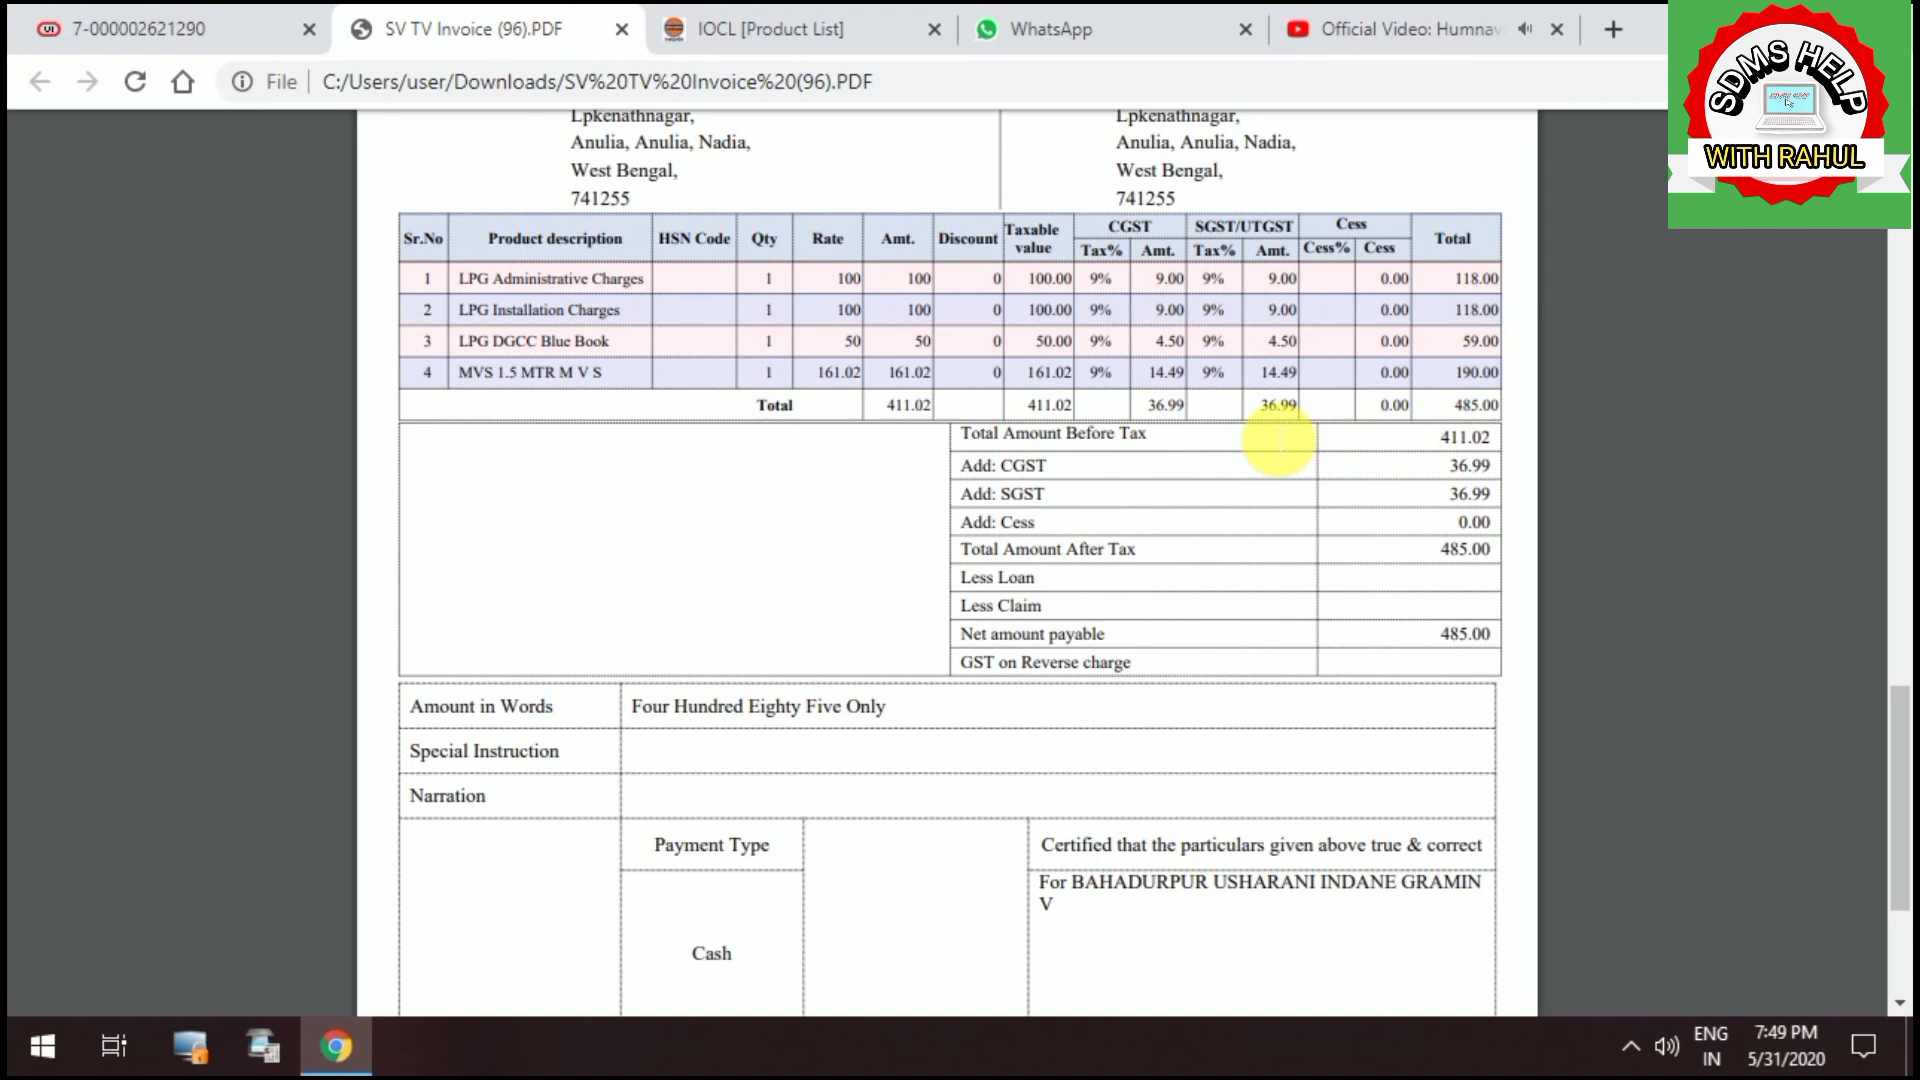 7-000002621290
SV TV Invoice (96).PDF
IOCL [Product List]
WhatsApp
Official Video: Humnav
SDMS HELP
WITH RAHUL
File
C:/Users/user/Downloads/SV%20TV%20Invoice%20(96).PDF
Lpkenathnagar, Lpkenathnagar,
Anulia, Anulia, Nadia, Anulia, Anulia, Nadia,
West Bengal, West Bengal,
741255 741255
Sr.No Product description HSN Code Qty Rate Amt. Discount Taxable value CGST SGST/UTGST Cess Total
Tax% Amt. Tax% Amt. Cess% Cess
1 LPG Administrative Charges 1 100 100 0 100.00 9% 9.00 9% 9.00 0.00 118.00
2 LPG Installation Charges 1 100 100 0 100.00 9% 9.00 9% 9.00 0.00 118.00
3 LPG DGCC Blue Book 1 50 50 0 50.00 9% 4.50 9% 4.50 0.00 59.00
4 MVS 1.5 MTR M V S 1 161.02 161.02 0 161.02 9% 14.49 9% 14.49 0.00 190.00
Total 411.02 411.02 36.99 36.99 0.00 485.00
Total Amount Before Tax 411.02
Add: CGST 36.99
Add: SGST 36.99
Add: Cess 0.00
Total Amount After Tax 485.00
Less Loan
Less Claim
Net amount payable 485.00
GST on Reverse charge
Amount in Words Four Hundred Eighty Five Only
Special Instruction
Narration
Payment Type Certified that the particulars given above true & correct
For BAHADURPUR USHARANI INDANE GRAMIN
V
Cash
ENG 7:49 PM
IN 5/31/2020